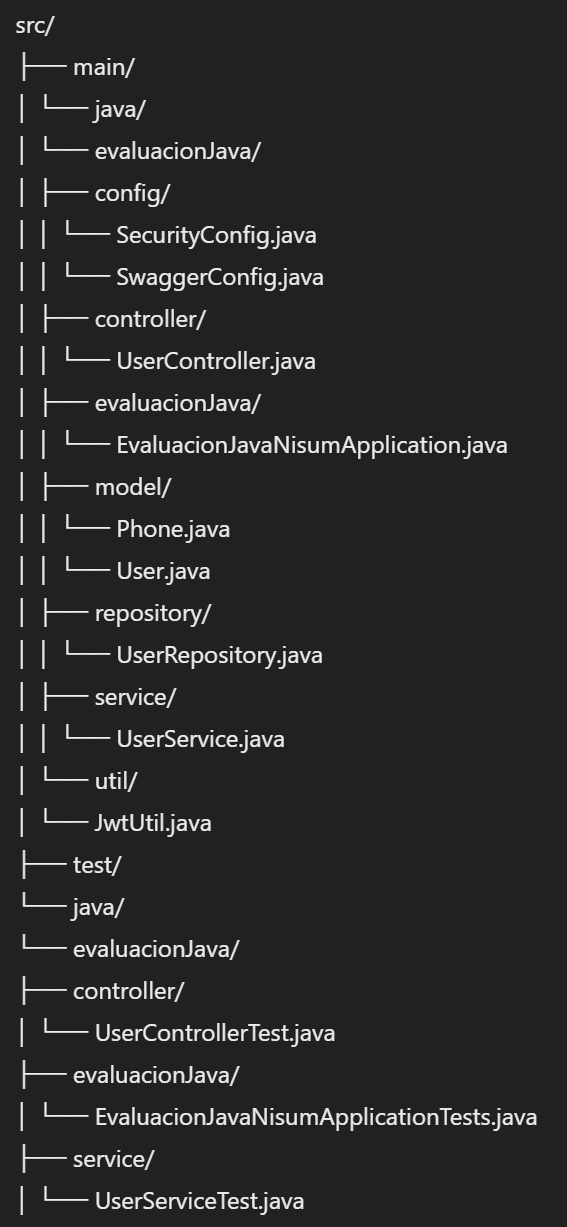 src/
├── main/
│ └── java/
│ └── evaluacionJava/
│ ├── config/
│ │ └── SecurityConfig.java
│ │ └── SwaggerConfig.java
│ ├── controller/
│ │ └── UserController.java
│ ├── evaluacionJava/
│ │ └── EvaluacionJavaNisumApplication.java
│ ├── model/
│ │ └── Phone.java
│ │ └── User.java
│ ├── repository/
│ │ └── UserRepository.java
│ ├── service/
│ │ └── UserService.java
│ └── util/
│ └── JwtUtil.java
├── test/
└── java/
└── evaluacionJava/
├── controller/
│ └── UserControllerTest.java
├── evaluacionJava/
│ └── EvaluacionJavaNisumApplicationTests.java
├── service/
│ └── UserServiceTest.java